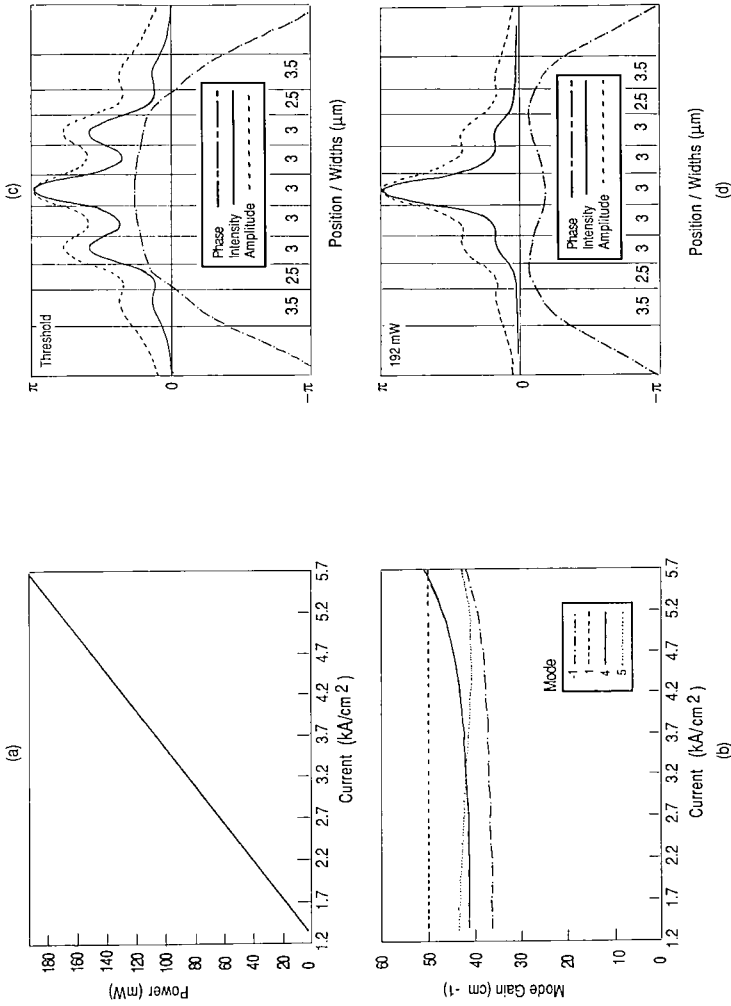 (a)
Power (mW)
180
160
140
120
100
80
60
40
20
0
1.2 1.7 2.2 2.7 3.2 3.7 4.2 4.7 5.2 5.7
Current (kA/cm 2)
Mode Gain (cm -1)
60
50
40
30
20
10
0
Mode
-1
1
4
5
1.2 1.7 2.2 2.7 3.2 3.7 4.2 4.7 5.2 5.7
Current (kA/cm 2)
(b)
(c)
π
Threshold
0
−π
Phase
Intensity
Amplitude
3.5 2.5 3 3 3 3 2.5 3.5
Position / Widths (μm)
π
192 mW
0
−π
Phase
Intensity
Amplitude
3.5 2.5 3 3 3 3 2.5 3.5
Position / Widths (μm)
(d)